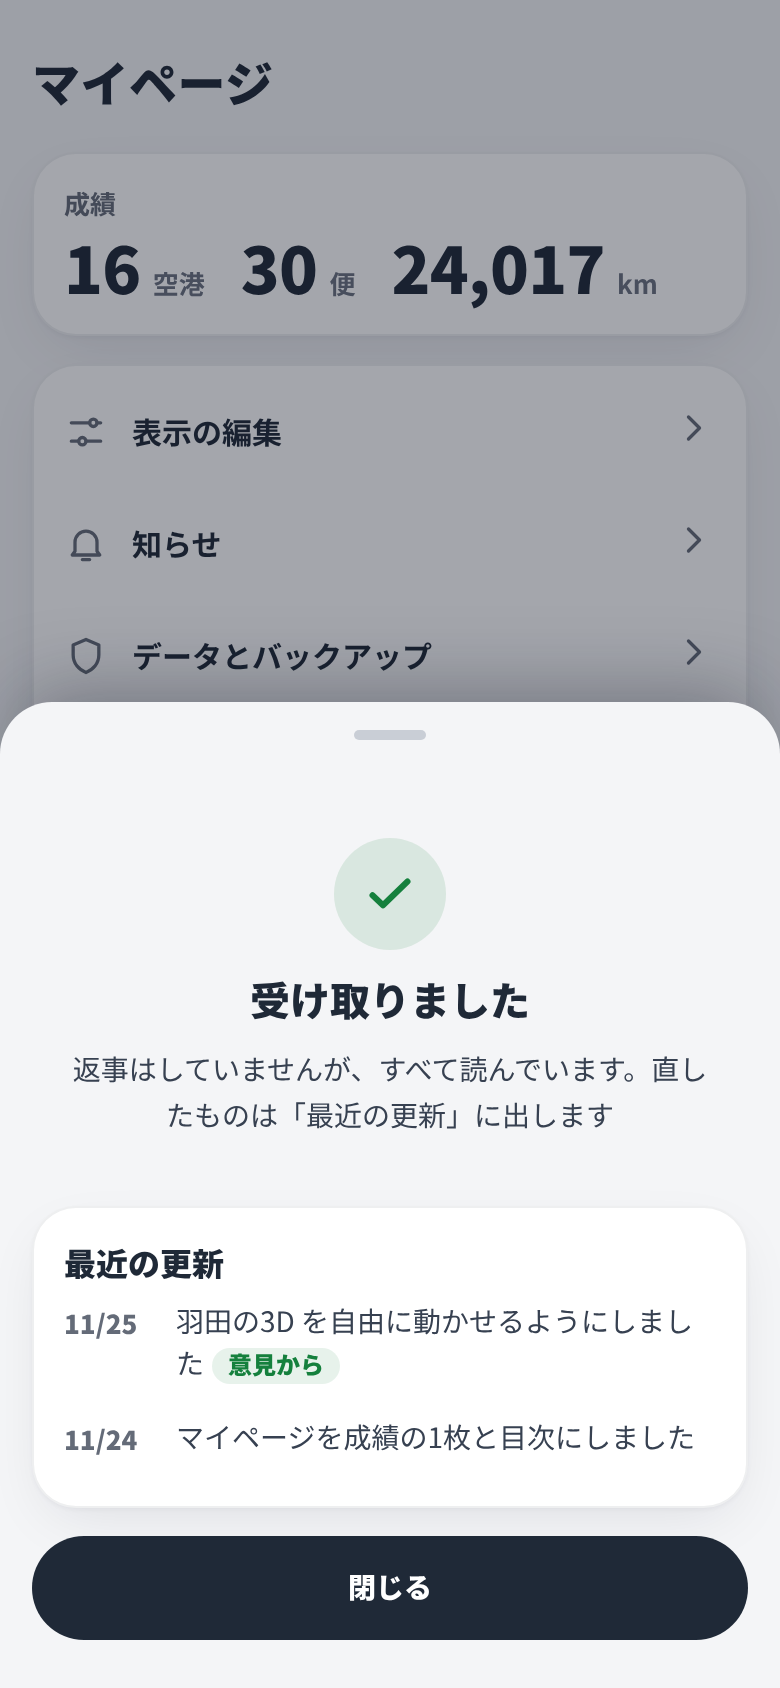 マイページ
成績
16 空港 30 便 24,017 km
表示の編集
知らせ
データとバックアップ
受け取りました
返事はしていませんが、すべて読んでいます。直し
たものは「最近の更新」に出します
最近の更新
11/25 羽田の3D を自由に動かせるようにしまし
た 意見から
11/24 マイページを成績の1枚と目次にしました
閉じる